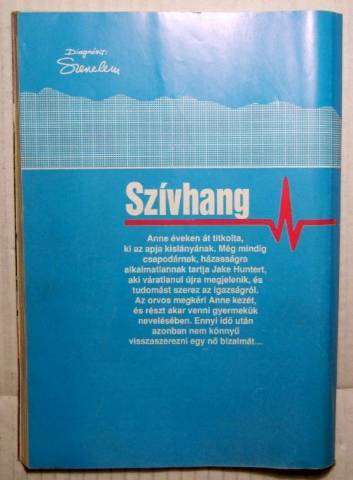 Diagnózis:
Szerelem
Szívhang
Anne éveken át titkolta,
ki az apja kislányának. Még mindig
csapodárnak, házasságra
alkalmatlannak tartja Jake Huntert,
aki váratlanul újra megjelenik, és
tudomást szerez az igazságról.
Az orvos megkéri Anne kezét,
és részt akar venni gyermekük
nevelésében. Ennyi idő után
azonban nem könnyű
visszaszerezni egy nő bizalmát...